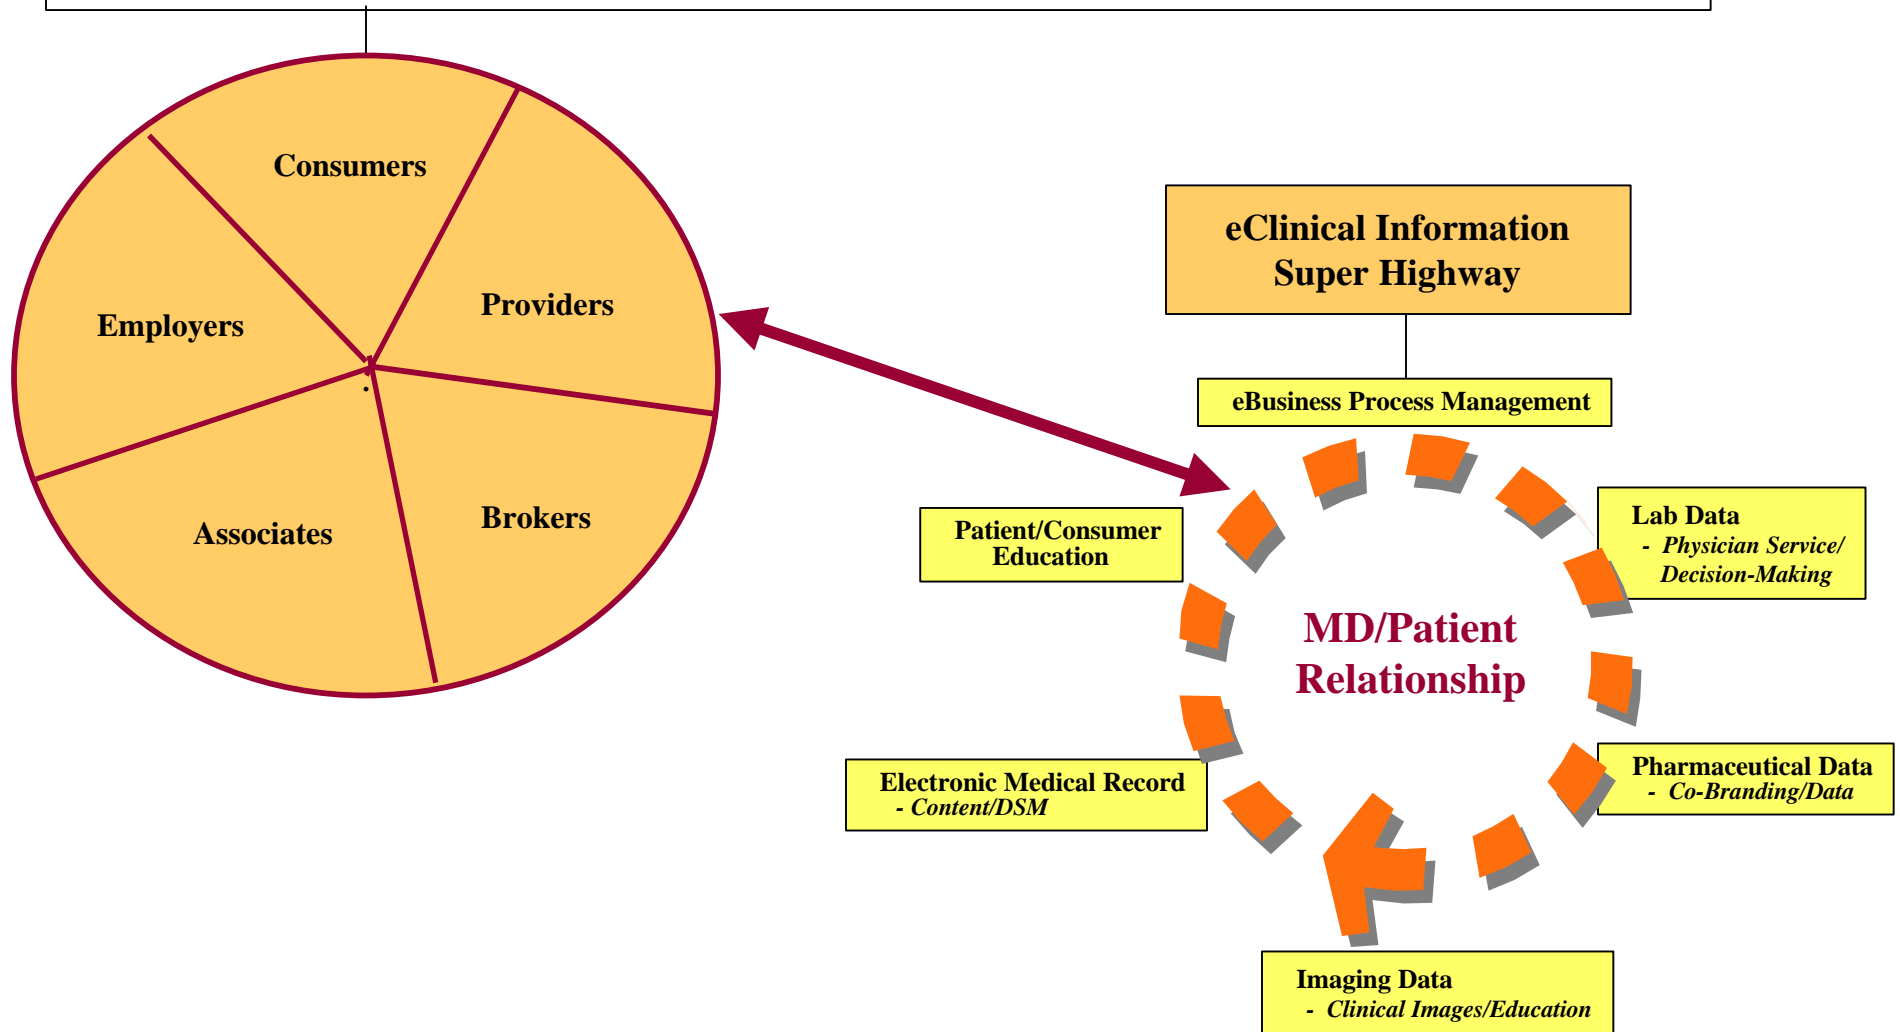 Consumers
Providers
Employers
Associates
Brokers
eClinical Information
Super Highway
eBusiness Process Management
Patient/Consumer
Education
Lab Data
- Physician Service/
Decision-Making
MD/Patient
Relationship
Electronic Medical Record
- Content/DSM
Pharmaceutical Data
- Co-Branding/Data
Imaging Data
- Clinical Images/Education